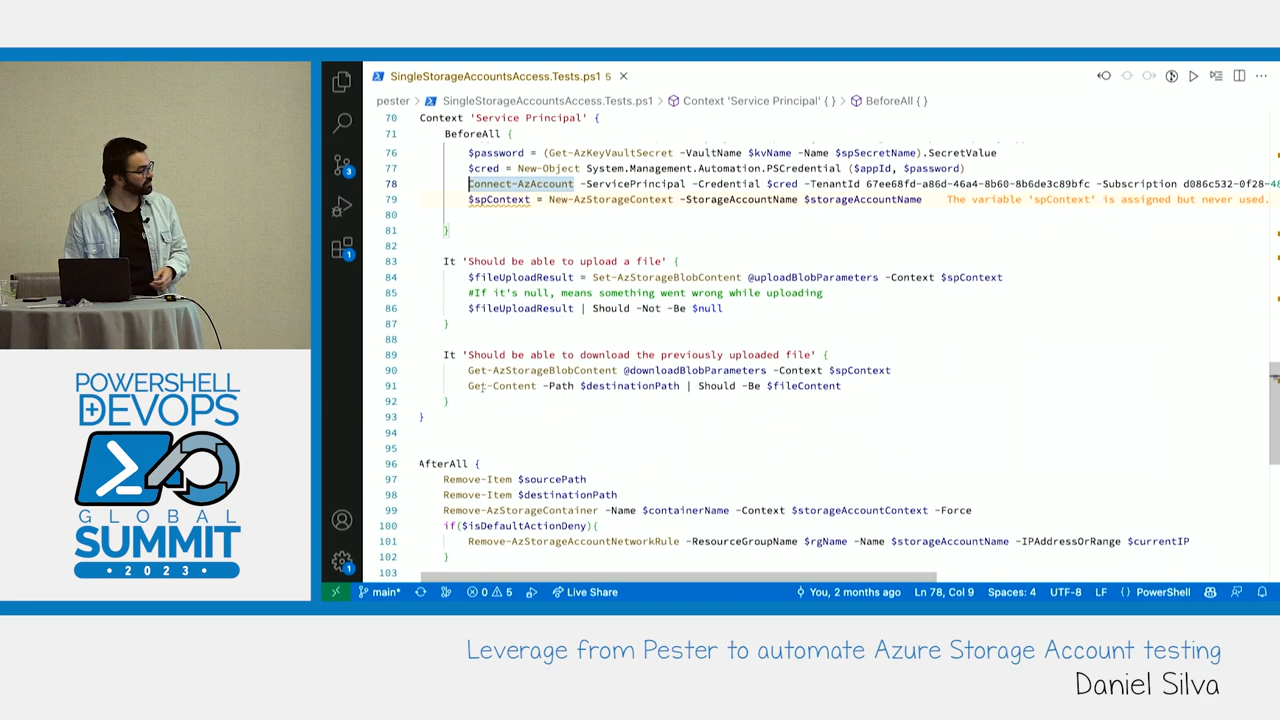 SingleStorageAccountsAccess.Tests.ps1 5
pester > SingleStorageAccountsAccess.Tests.ps1 > Context 'Service Principal' { } > BeforeAll { }
70 Context 'Service Principal' {
71 BeforeAll {
76 $password = (Get-AzKeyVaultSecret -VaultName $kvName -Name $spSecretName).SecretValue
77 $cred = New-Object System.Management.Automation.PSCredential ($appId, $password)
78 Connect-AzAccount -ServicePrincipal -Credential $cred -TenantId 67ee68fd-a86d-46a4-8b60-8b6de3c89bfc -Subscription d086c532-0f28-48
79 $spContext = New-AzStorageContext -StorageAccountName $storageAccountName The variable 'spContext' is assigned but never used.
80
81 }
82
83 It 'Should be able to upload a file' {
84 $fileUploadResult = Set-AzStorageBlobContent @uploadBlobParameters -Context $spContext
85 #If it's null, means something went wrong while uploading
86 $fileUploadResult | Should -Not -Be $null
87 }
88
89 It 'Should be able to download the previously uploaded file' {
90 Get-AzStorageBlobContent @downloadBlobParameters -Context $spContext
91 Get-Content -Path $destinationPath | Should -Be $fileContent
92 }
93 }
94
95
96 AfterAll {
97 Remove-Item $sourcePath
98 Remove-Item $destinationPath
99 Remove-AzStorageContainer -Name $containerName -Context $storageAccountContext -Force
100 if($isDefaultActionDeny){
101 Remove-AzStorageAccountNetworkRule -ResourceGroupName $rgName -Name $storageAccountName -IPAddressOrRange $currentIP
102 }
103
3
1
1
main* 0 5 Live Share You, 2 months ago Ln 78, Col 9 Spaces: 4 UTF-8 LF { } PowerShell
POWERSHELL
+DEVOPS
GLOBAL
SUMMIT
• 2023 •
Leverage from Pester to automate Azure Storage Account testing
Daniel Silva